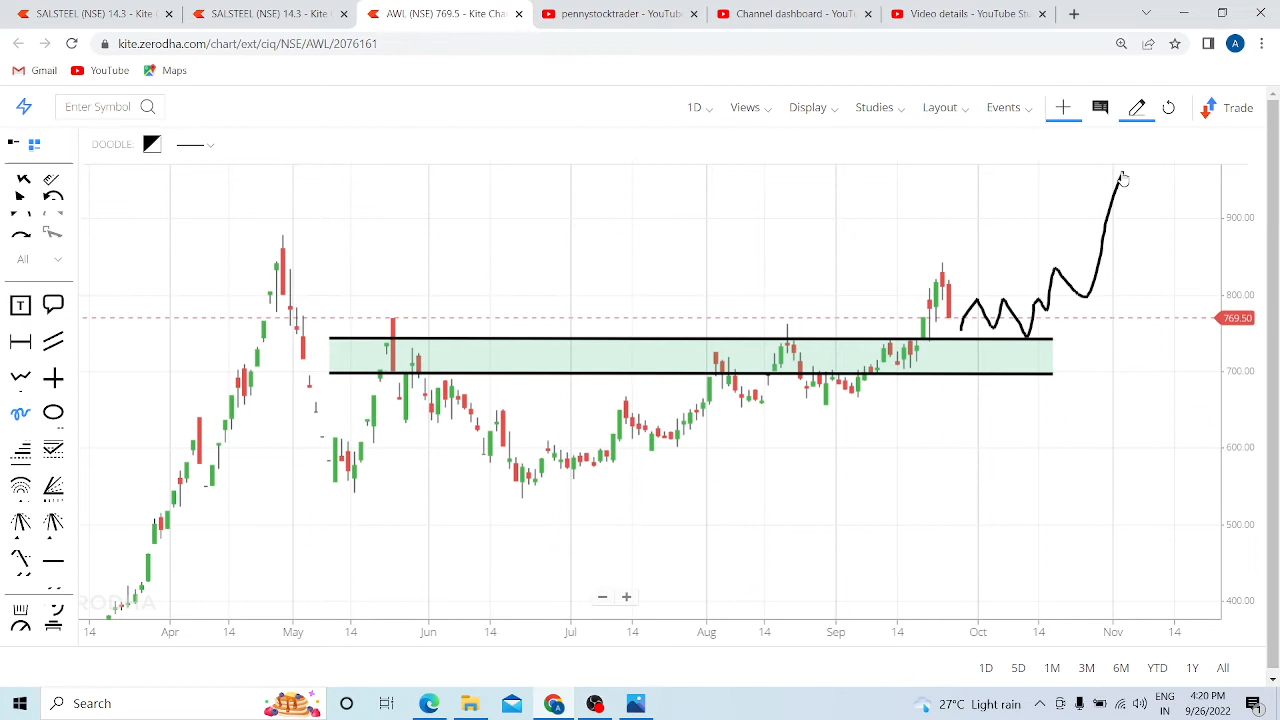 SALSTEEL (NSE) 14.3 - Kite
SALSTEEL (NSE) 14.3 - Kite
AWL (NSE) 769.5 - Kite Cha
pennystocktrade - YouTube
Channel dashboard - YouTu
Video details - YouTube Stu
kite.zerodha.com/chart/ext/ciq/NSE/AWL/2076161
A
Gmail YouTube Maps
Enter Symbol 1D Views Display Studies Layout Events Trade
DOODLE:
All
T
900.00
800.00
769.50
700.00
600.00
500.00
400.00
14 Apr 14 May 14 Jun 14 Jul 14 Aug 14 Sep 14 Oct 14 Nov 14
1D 5D 1M 3M 6M YTD 1Y All
Search 27°C Light rain ENG IN 4:20 PM 9/26/2022